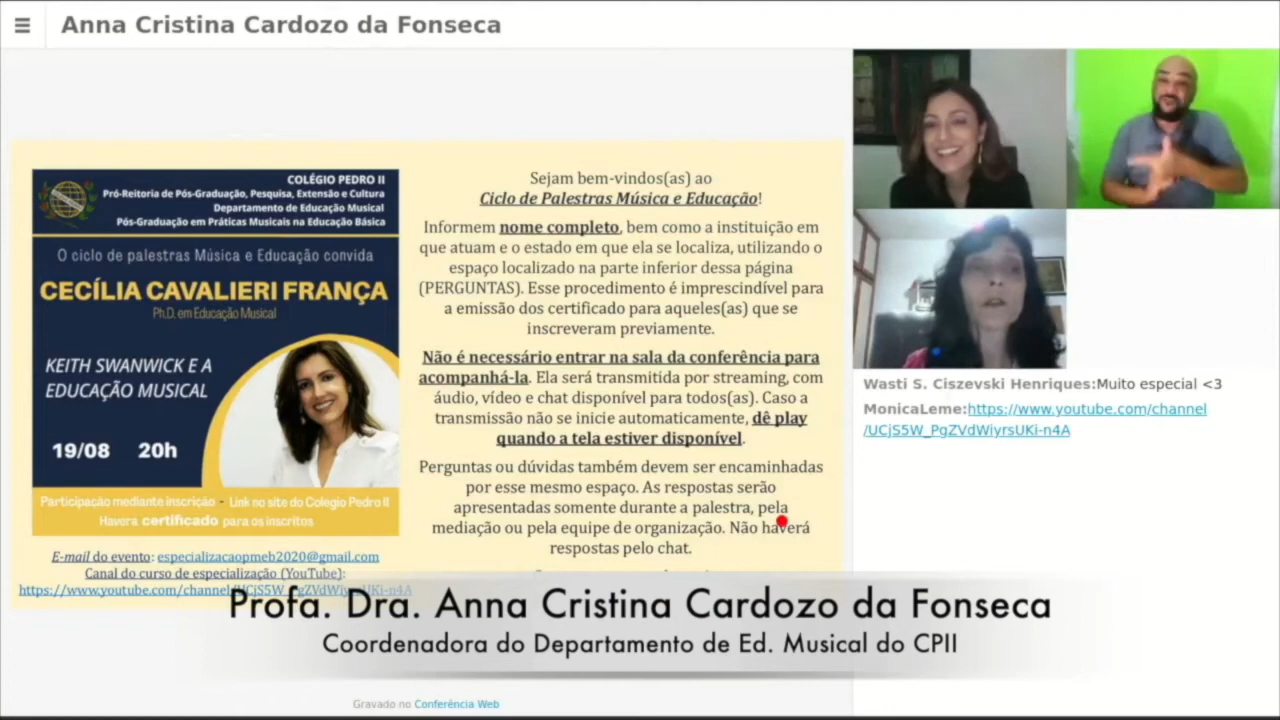 Anna Cristina Cardozo da Fonseca
COLÉGIO PEDRO II
Pró-Reitoria de Pós-Graduação, Pesquisa, Extensão e Cultura
Departamento de Educação Musical
Pós-Graduação em Práticas Musicais na Educação Básica
O ciclo de palestras Música e Educação convida
CECÍLIA CAVALIERI FRANÇA
Ph.D. em Educação Musical
KEITH SWANWICK E A
EDUCAÇÃO MUSICAL
19/08 20h
Participação mediante inscrição - Link no site do Colégio Pedro II
Haverá certificado para os inscritos
E-mail do evento: especializacaopmeb2020@gmail.com
Canal do curso de especialização (YouTube):
https://www.youtube.com/channel/UCjS5W_PgZVdWiyrsUKi-n4A
Sejam bem-vindos(as) ao
Ciclo de Palestras Música e Educação!
Informem nome completo, bem como a instituição em
que atuam e o estado em que ela se localiza, utilizando o
espaço localizado na parte inferior dessa página
(PERGUNTAS). Esse procedimento é imprescindível para
a emissão dos certificado para aqueles(as) que se
inscreveram previamente.
Não é necessário entrar na sala da conferência para
acompanhá-la. Ela será transmitida por streaming, com
áudio, vídeo e chat disponível para todos(as). Caso a
transmissão não se inicie automaticamente, dê play
quando a tela estiver disponível.
Perguntas ou dúvidas também devem ser encaminhadas
por esse mesmo espaço. As respostas serão
apresentadas somente durante a palestra, pela
mediação ou pela equipe de organização. Não haverá
respostas pelo chat.
Wasti S. Ciszevski Henriques:Muito especial <3
MonicaLeme:https://www.youtube.com/channel
/UCjS5W_PgZVdWiyrsUKi-n4A
Profa. Dra. Anna Cristina Cardozo da Fonseca
Coordenadora do Departamento de Ed. Musical do CPII
Gravado no Conferência Web